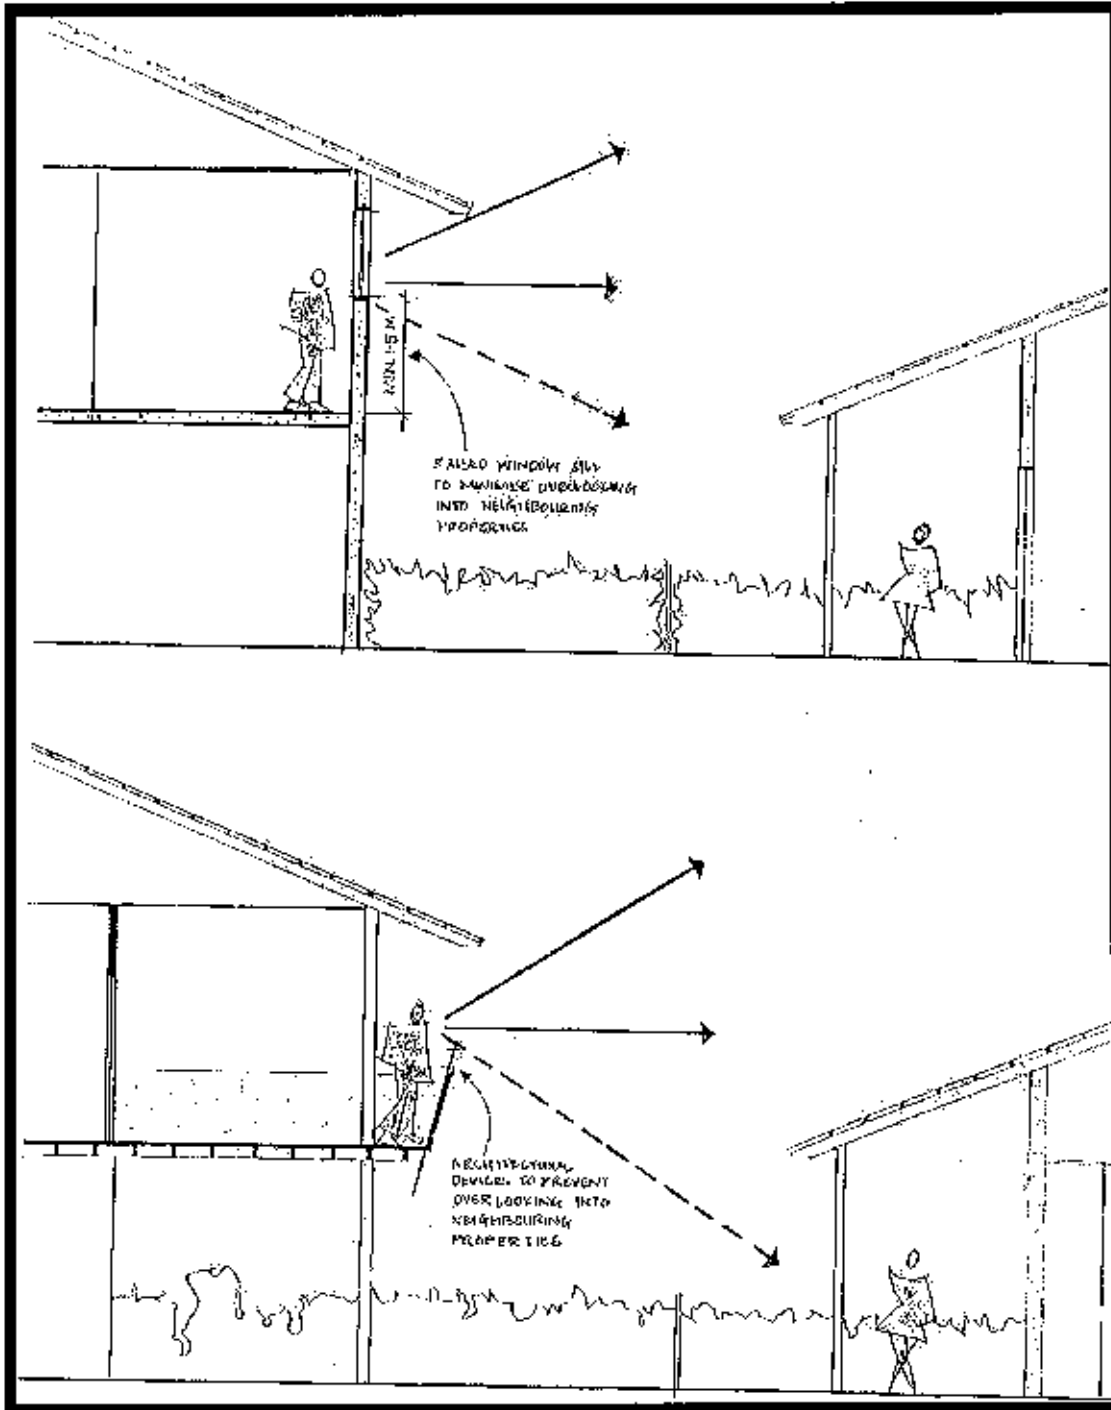 MIN. 1·5 M
RAISED WINDOW SILL
TO MINIMISE OVERLOOKING
INTO NEIGHBOURING
PROPERTIES
ARCHITECTURAL
DEVICES TO PREVENT
OVERLOOKING INTO
NEIGHBOURING
PROPERTIES